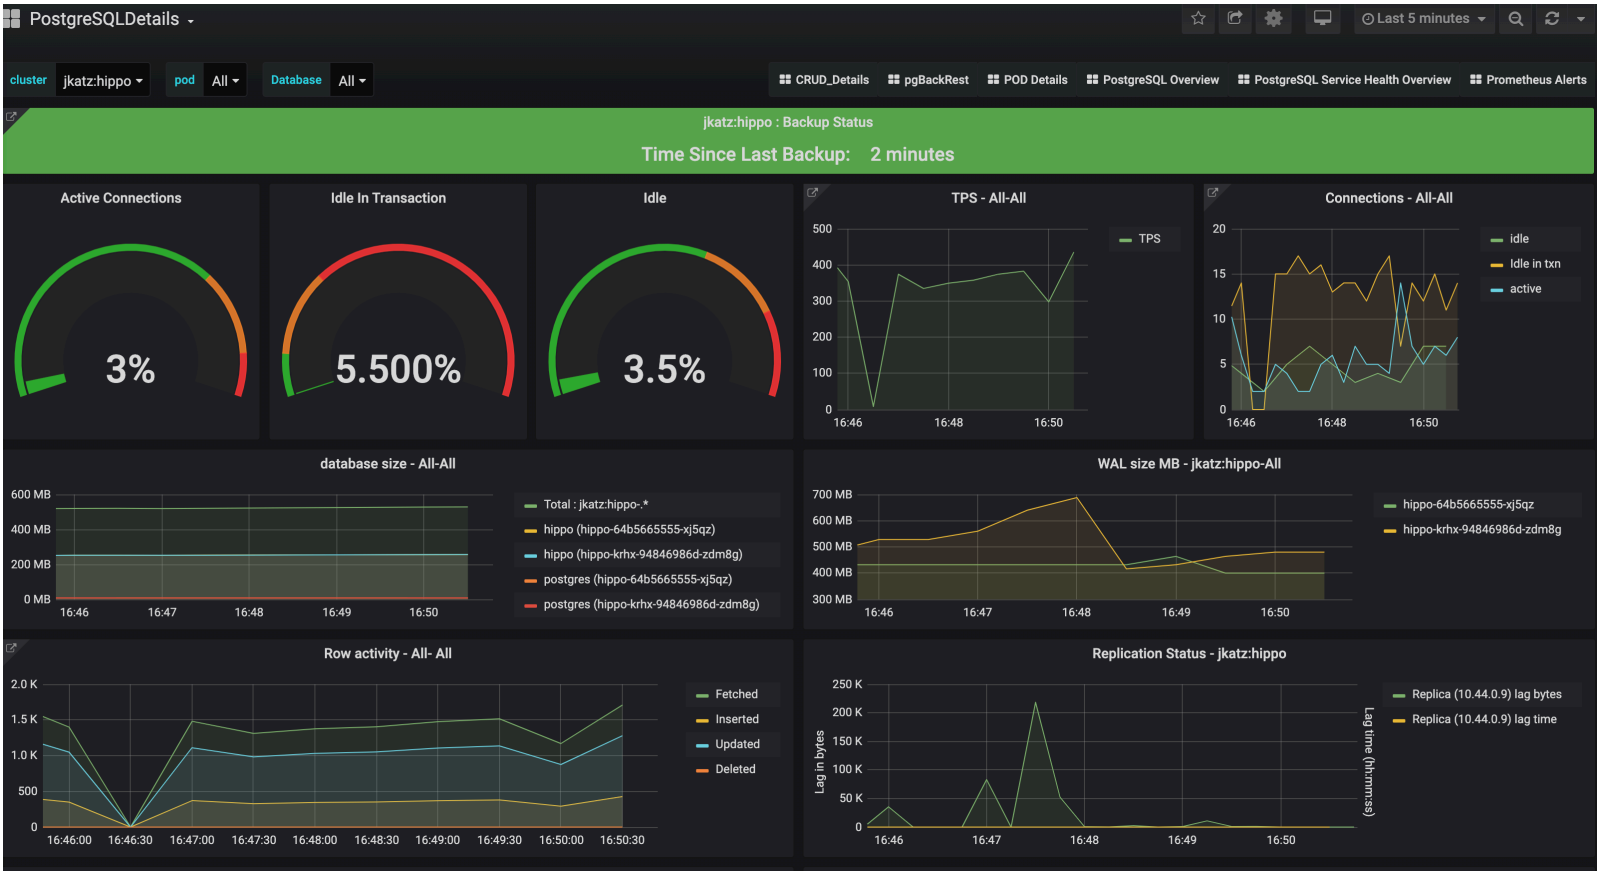 PostgreSQLDetails
Last 5 minutes
cluster jkatz:hippo pod All Database All
CRUD_Details pgBackRest POD Details PostgreSQL Overview PostgreSQL Service Health Overview Prometheus Alerts
jkatz:hippo : Backup Status
Time Since Last Backup: 2 minutes
Active Connections
3%
Idle In Transaction
5.500%
Idle
3.5%
TPS - All-All
500
400
300
200
100
0
16:46 16:48 16:50
TPS
Connections - All-All
20
15
10
5
0
16:46 16:48 16:50
idle
Idle in txn
active
database size - All-All
600 MB
400 MB
200 MB
0 MB
16:46 16:47 16:48 16:49 16:50
Total : jkatz:hippo-.*
hippo (hippo-64b5665555-xj5qz)
hippo (hippo-krhx-94846986d-zdm8g)
postgres (hippo-64b5665555-xj5qz)
postgres (hippo-krhx-94846986d-zdm8g)
WAL size MB - jkatz:hippo-All
700 MB
600 MB
500 MB
400 MB
300 MB
16:46 16:47 16:48 16:49 16:50
hippo-64b5665555-xj5qz
hippo-krhx-94846986d-zdm8g
Row activity - All- All
2.0 K
1.5 K
1.0 K
500
0
16:46:00 16:46:30 16:47:00 16:47:30 16:48:00 16:48:30 16:49:00 16:49:30 16:50:00 16:50:30
Fetched
Inserted
Updated
Deleted
Replication Status - jkatz:hippo
Lag in bytes
250 K
200 K
150 K
100 K
50 K
0
16:46 16:47 16:48 16:49 16:50
Lag time (hh:mm:ss)
Replica (10.44.0.9) lag bytes
Replica (10.44.0.9) lag time